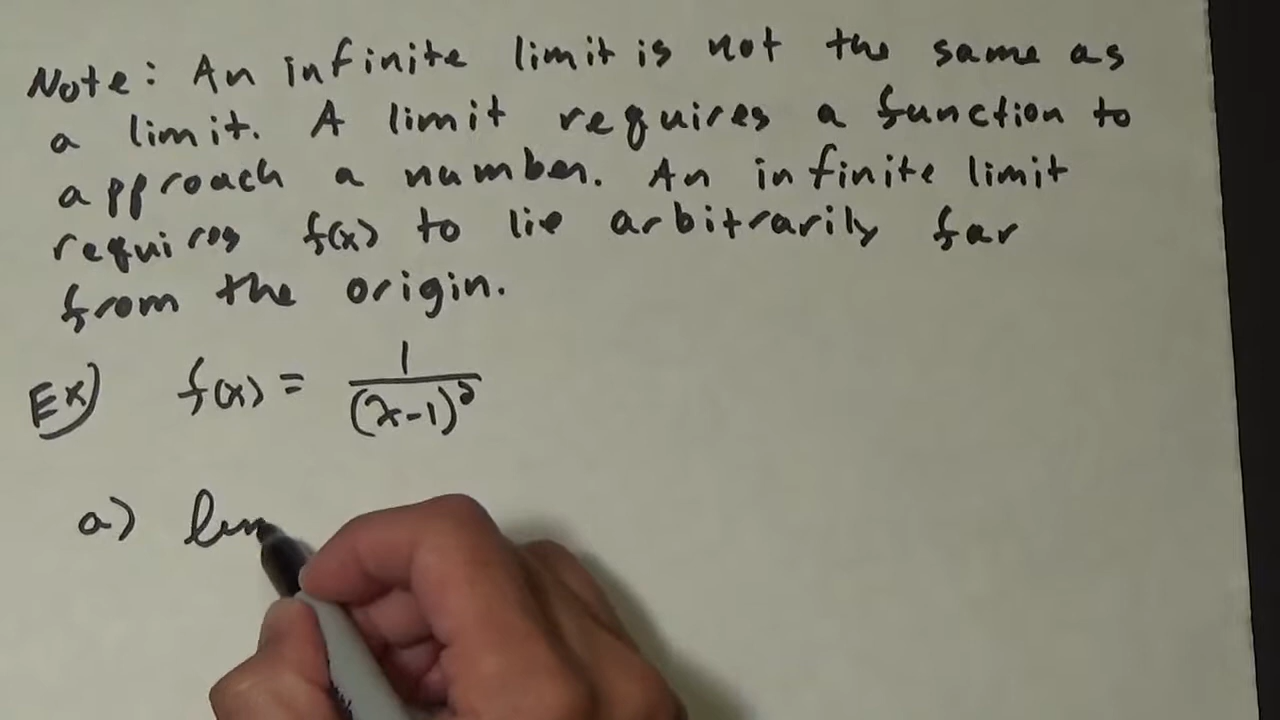 Note: An infinite limit is not the same as
a limit. A limit requires a function to
approach a number. An infinite limit
requires f(x) to lie arbitrarily far
from the origin.
Ex) f(x) = 1/(x-1)²
a) lim